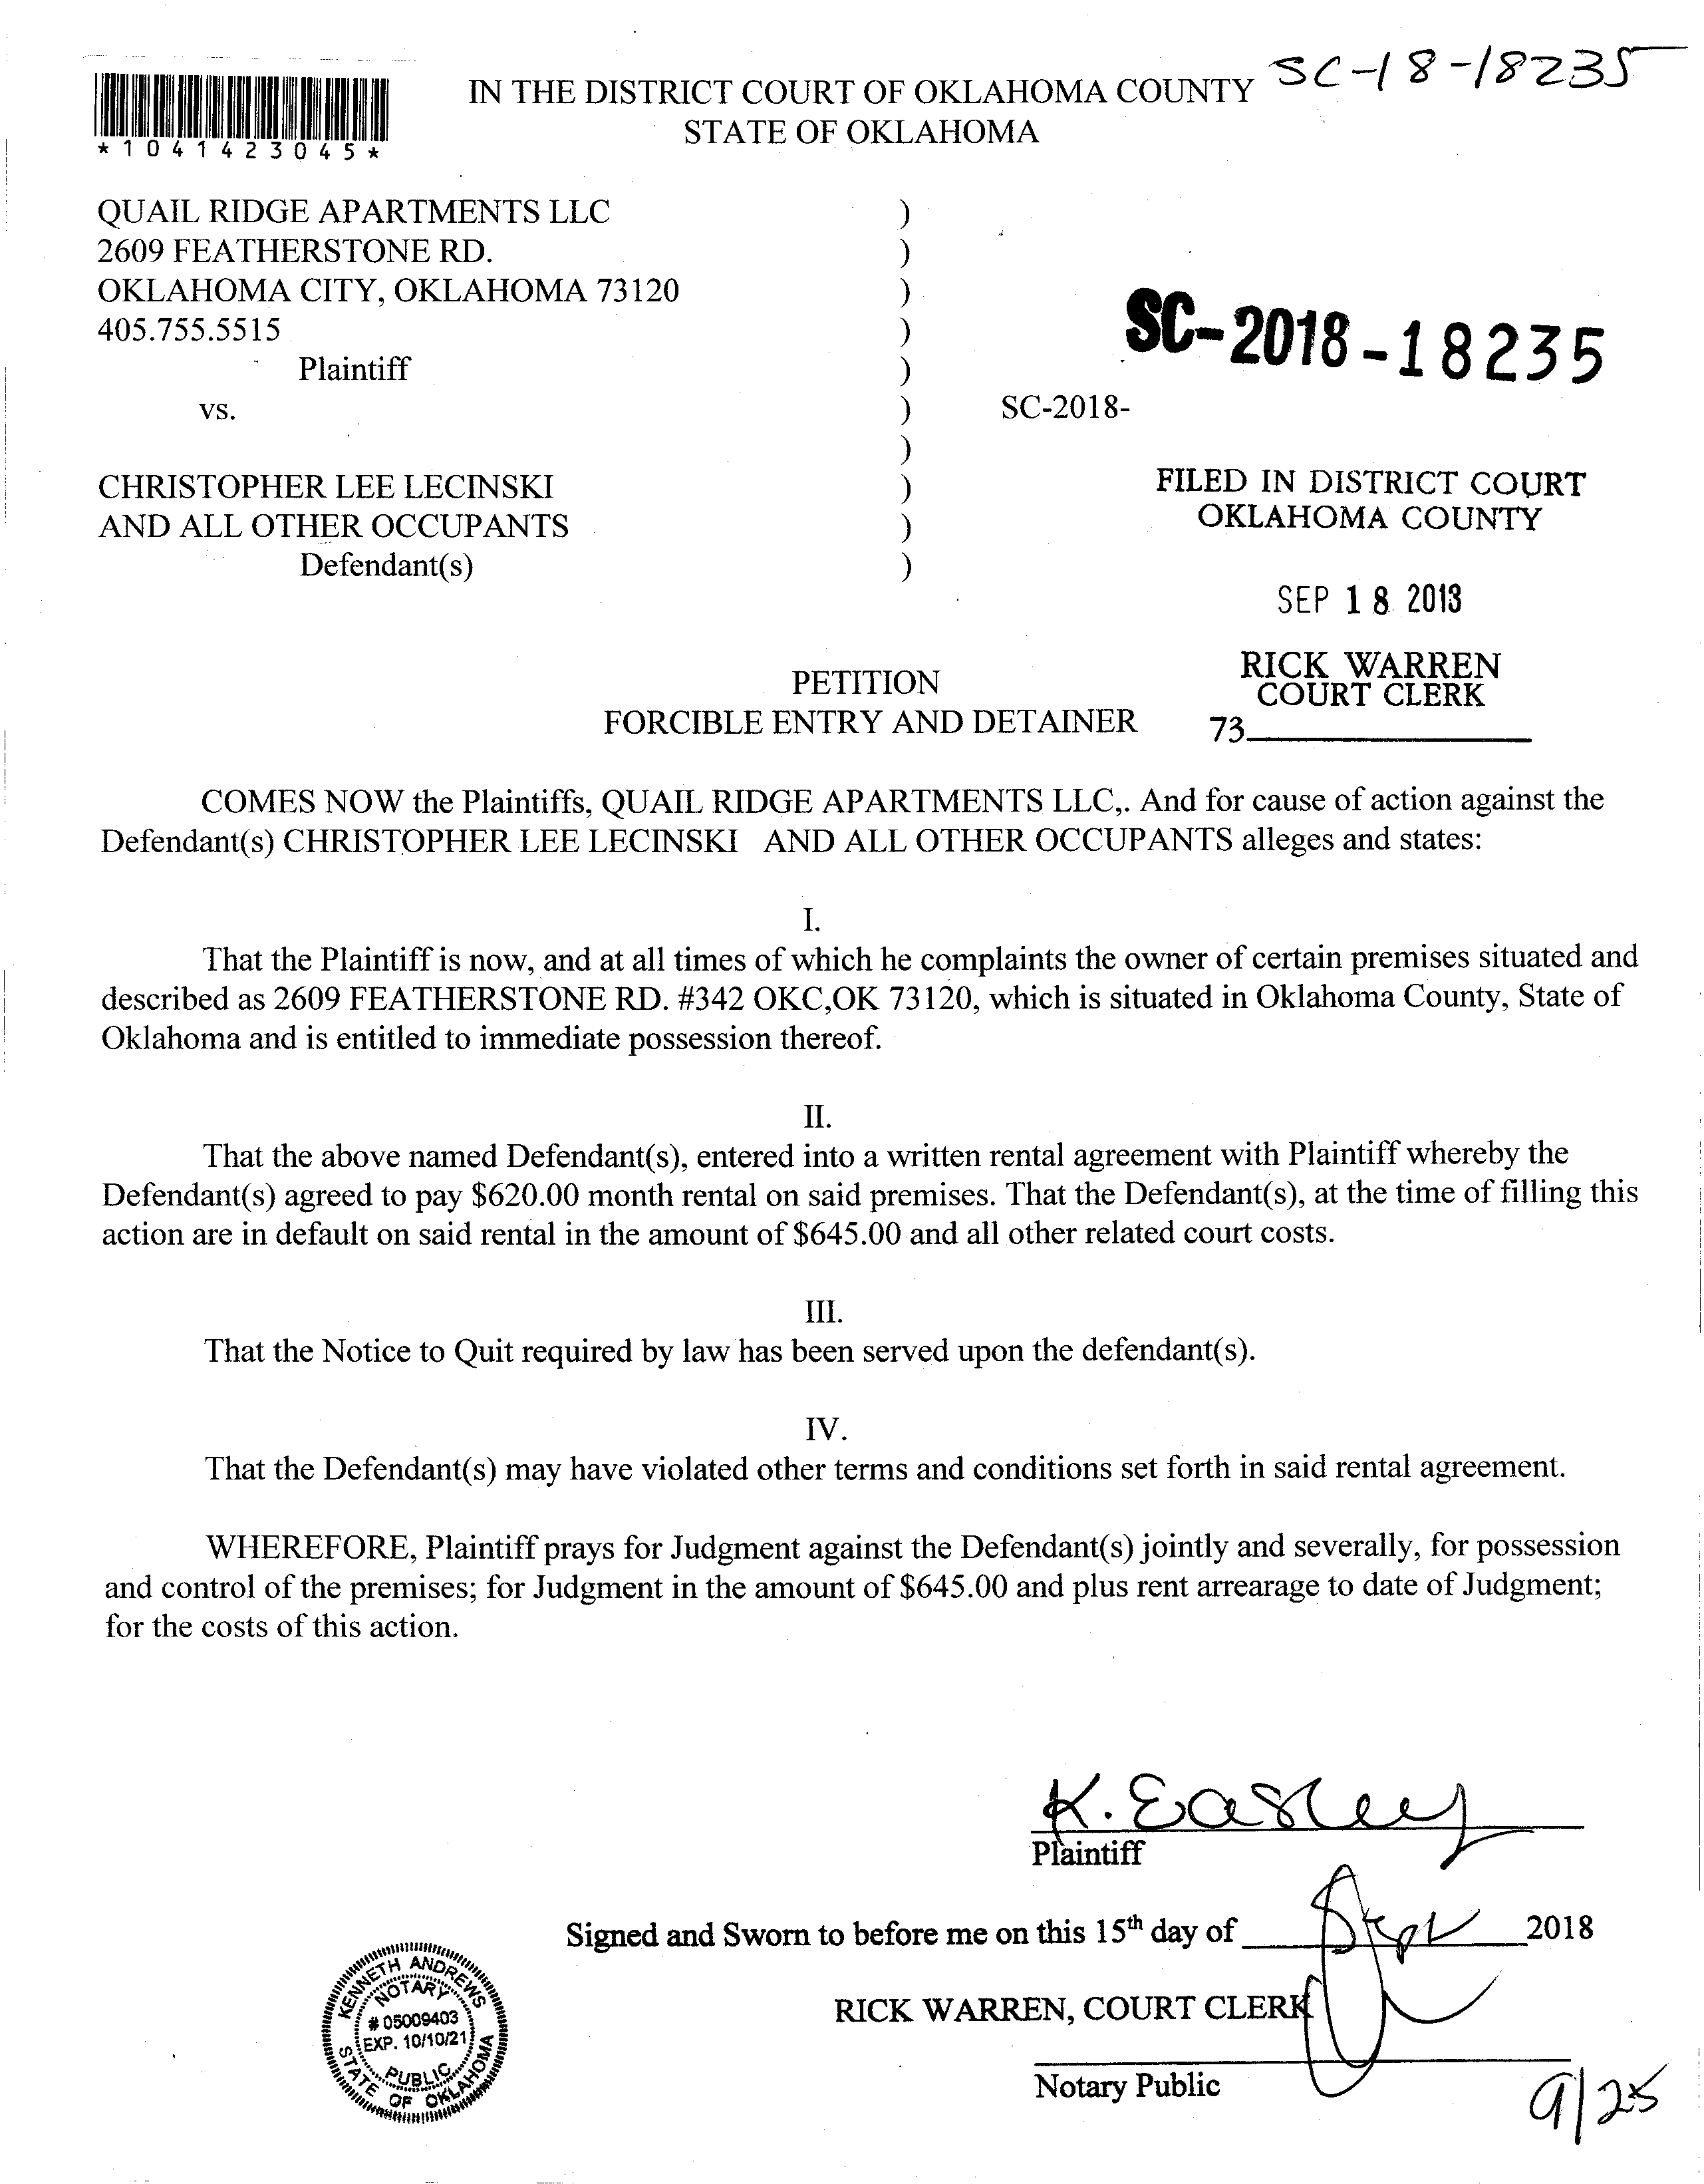 SC-18-18235
IN THE DISTRICT COURT OF OKLAHOMA COUNTY
STATE OF OKLAHOMA
*1041423045*
QUAIL RIDGE APARTMENTS LLC )
2609 FEATHERSTONE RD. )
OKLAHOMA CITY, OKLAHOMA 73120 )
405.755.5515 )
SC-2018-18235
Plaintiff )
vs. ) SC-2018-
)
CHRISTOPHER LEE LECINSKI )
AND ALL OTHER OCCUPANTS )
Defendant(s) )
FILED IN DISTRICT COURT
OKLAHOMA COUNTY
SEP 18 2018
RICK WARREN
COURT CLERK
73
PETITION
FORCIBLE ENTRY AND DETAINER
COMES NOW the Plaintiffs, QUAIL RIDGE APARTMENTS LLC,. And for cause of action against the
Defendant(s) CHRISTOPHER LEE LECINSKI AND ALL OTHER OCCUPANTS alleges and states:
I.
That the Plaintiff is now, and at all times of which he complaints the owner of certain premises situated and
described as 2609 FEATHERSTONE RD. #342 OKC,OK 73120, which is situated in Oklahoma County, State of
Oklahoma and is entitled to immediate possession thereof.
II.
That the above named Defendant(s), entered into a written rental agreement with Plaintiff whereby the
Defendant(s) agreed to pay $620.00 month rental on said premises. That the Defendant(s), at the time of filling this
action are in default on said rental in the amount of $645.00 and all other related court costs.
III.
That the Notice to Quit required by law has been served upon the defendant(s).
IV.
That the Defendant(s) may have violated other terms and conditions set forth in said rental agreement.
WHEREFORE, Plaintiff prays for Judgment against the Defendant(s) jointly and severally, for possession
and control of the premises; for Judgment in the amount of $645.00 and plus rent arrearage to date of Judgment;
for the costs of this action.
K. Easley
Plaintiff
Signed and Sworn to before me on this 15th day of Sept 2018
RICK WARREN, COURT CLERK
Notary Public
KENNETH ANDREWS
NOTARY
# 05009403
EXP. 10/10/21
PUBLIC
STATE OF OKLAHOMA
9/25